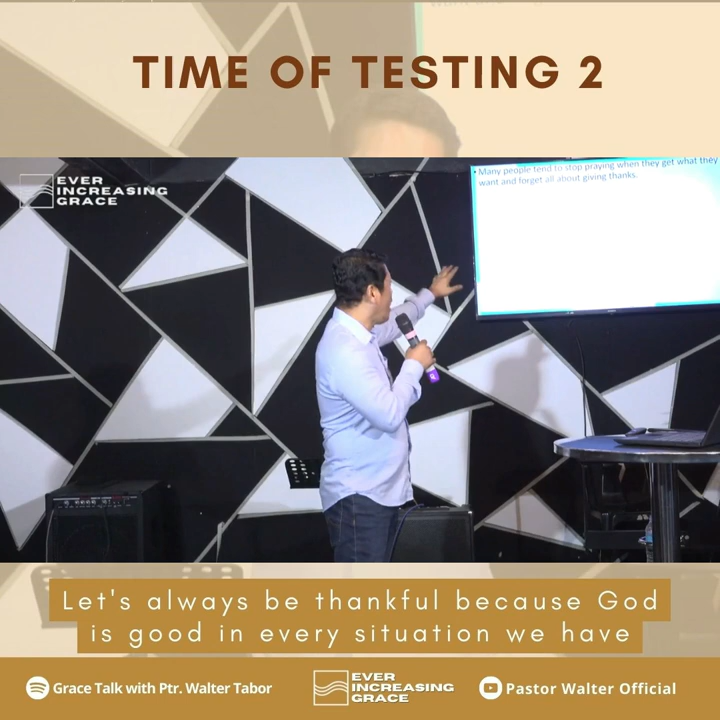 TIME OF TESTING 2
EVER
INCREASING
GRACE
• Many people tend to stop praying when they get what they
want and forget all about giving thanks.
Let's always be thankful because God
is good in every situation we have
Grace Talk with Ptr. Walter Tabor
EVER
INCREASING
GRACE
Pastor Walter Official